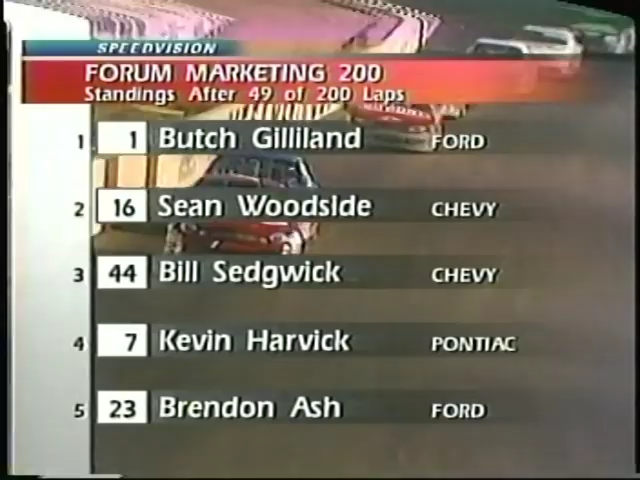 SPEEDVISION
FORUM MARKETING 200
Standings After 49 of 200 Laps
1 1 Butch Gilliland FORD
2 16 Sean Woodside CHEVY
3 44 Bill Sedgwick CHEVY
4 7 Kevin Harvick PONTIAC
5 23 Brendon Ash FORD